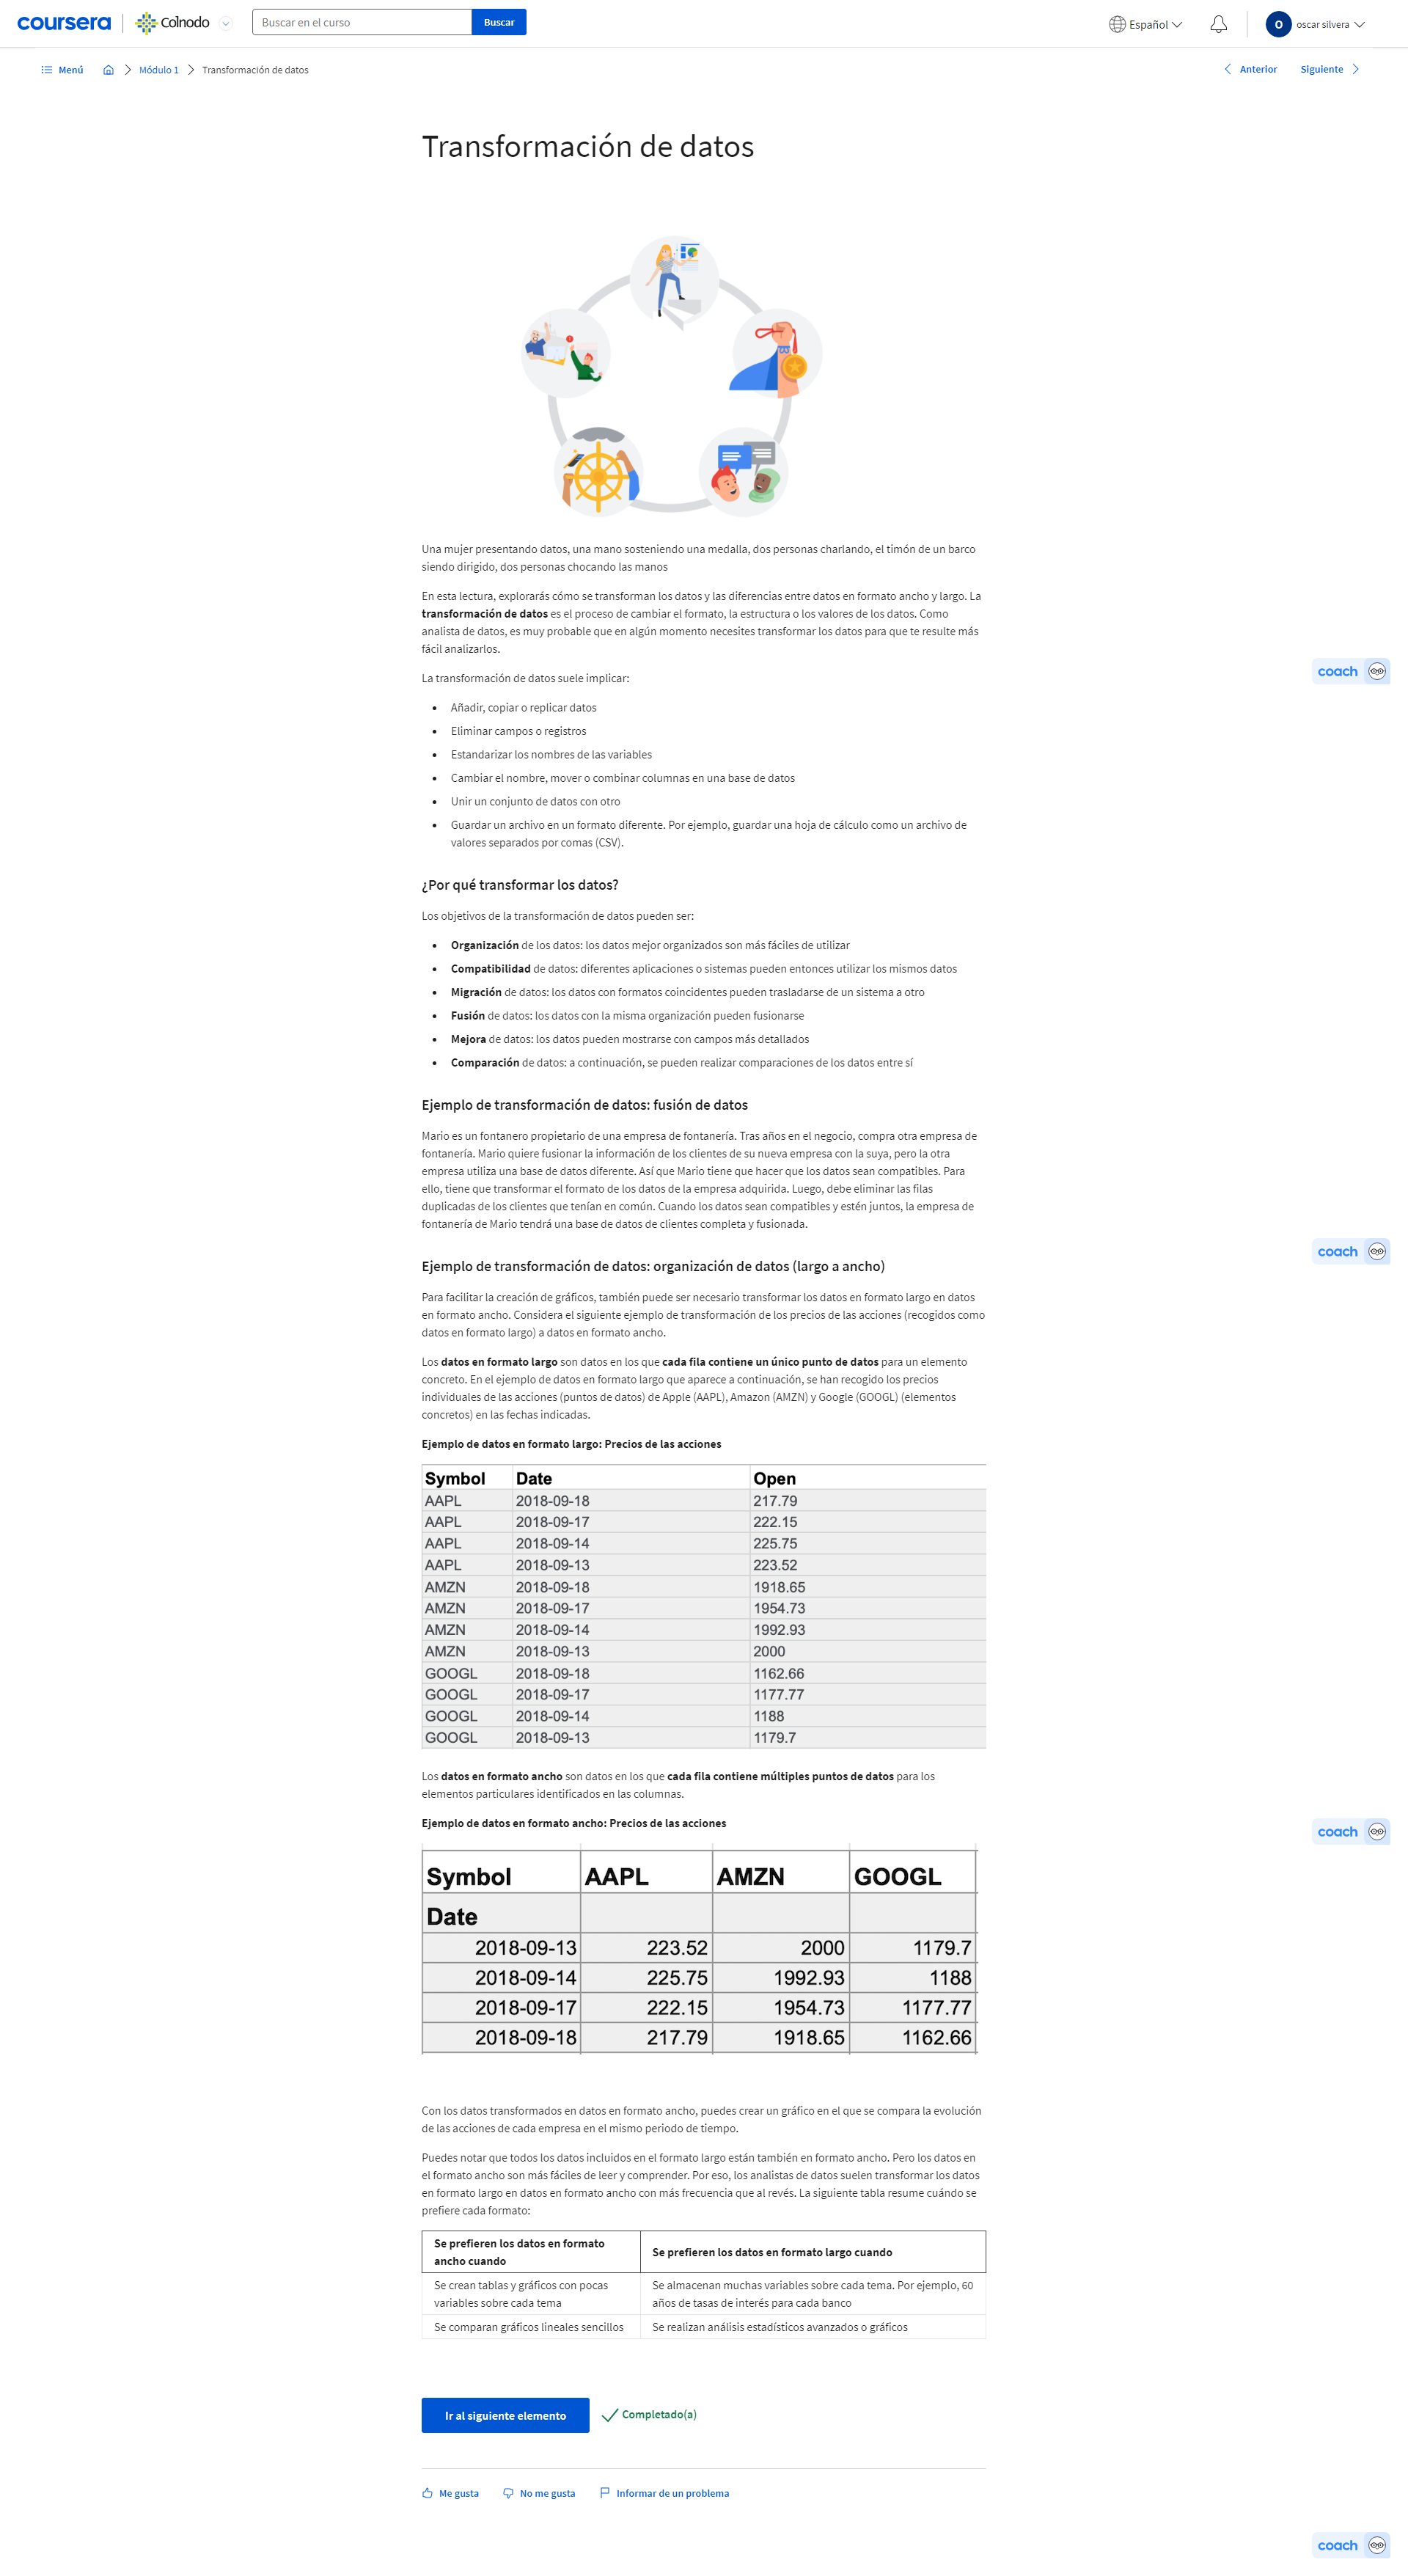 coursera
Colnodo
Buscar en el curso
Buscar
Español
O
oscar silvera
Menú
Módulo 1
Transformación de datos
Anterior
Siguiente
Transformación de datos
Una mujer presentando datos, una mano sosteniendo una medalla, dos personas charlando, el timón de un barco
siendo dirigido, dos personas chocando las manos
En esta lectura, explorarás cómo se transforman los datos y las diferencias entre datos en formato ancho y largo. La
transformación de datos es el proceso de cambiar el formato, la estructura o los valores de los datos. Como
analista de datos, es muy probable que en algún momento necesites transformar los datos para que te resulte más
fácil analizarlos.
coach
La transformación de datos suele implicar:
Añadir, copiar o replicar datos
Eliminar campos o registros
Estandarizar los nombres de las variables
Cambiar el nombre, mover o combinar columnas en una base de datos
Unir un conjunto de datos con otro
Guardar un archivo en un formato diferente. Por ejemplo, guardar una hoja de cálculo como un archivo de
valores separados por comas (CSV).
¿Por qué transformar los datos?
Los objetivos de la transformación de datos pueden ser:
Organización de los datos: los datos mejor organizados son más fáciles de utilizar
Compatibilidad de datos: diferentes aplicaciones o sistemas pueden entonces utilizar los mismos datos
Migración de datos: los datos con formatos coincidentes pueden trasladarse de un sistema a otro
Fusión de datos: los datos con la misma organización pueden fusionarse
Mejora de datos: los datos pueden mostrarse con campos más detallados
Comparación de datos: a continuación, se pueden realizar comparaciones de los datos entre sí
Ejemplo de transformación de datos: fusión de datos
Mario es un fontanero propietario de una empresa de fontanería. Tras años en el negocio, compra otra empresa de
fontanería. Mario quiere fusionar la información de los clientes de su nueva empresa con la suya, pero la otra
empresa utiliza una base de datos diferente. Así que Mario tiene que hacer que los datos sean compatibles. Para
ello, tiene que transformar el formato de los datos de la empresa adquirida. Luego, debe eliminar las filas
duplicadas de los clientes que tenían en común. Cuando los datos sean compatibles y estén juntos, la empresa de
fontanería de Mario tendrá una base de datos de clientes completa y fusionada.
coach
Ejemplo de transformación de datos: organización de datos (largo a ancho)
Para facilitar la creación de gráficos, también puede ser necesario transformar los datos en formato largo en datos
en formato ancho. Considera el siguiente ejemplo de transformación de los precios de las acciones (recogidos como
datos en formato largo) a datos en formato ancho.
Los datos en formato largo son datos en los que cada fila contiene un único punto de datos para un elemento
concreto. En el ejemplo de datos en formato largo que aparece a continuación, se han recogido los precios
individuales de las acciones (puntos de datos) de Apple (AAPL), Amazon (AMZN) y Google (GOOGL) (elementos
concretos) en las fechas indicadas.
Ejemplo de datos en formato largo: Precios de las acciones
Symbol Date Open
AAPL 2018-09-18 217.79
AAPL 2018-09-17 222.15
AAPL 2018-09-14 225.75
AAPL 2018-09-13 223.52
AMZN 2018-09-18 1918.65
AMZN 2018-09-17 1954.73
AMZN 2018-09-14 1992.93
AMZN 2018-09-13 2000
GOOGL 2018-09-18 1162.66
GOOGL 2018-09-17 1177.77
GOOGL 2018-09-14 1188
GOOGL 2018-09-13 1179.7
Los datos en formato ancho son datos en los que cada fila contiene múltiples puntos de datos para los
elementos particulares identificados en las columnas.
Ejemplo de datos en formato ancho: Precios de las acciones
coach
Symbol AAPL AMZN GOOGL
Date
2018-09-13 223.52 2000 1179.7
2018-09-14 225.75 1992.93 1188
2018-09-17 222.15 1954.73 1177.77
2018-09-18 217.79 1918.65 1162.66
Con los datos transformados en datos en formato ancho, puedes crear un gráfico en el que se compara la evolución
de las acciones de cada empresa en el mismo periodo de tiempo.
Puedes notar que todos los datos incluidos en el formato largo están también en formato ancho. Pero los datos en
el formato ancho son más fáciles de leer y comprender. Por eso, los analistas de datos suelen transformar los datos
en formato largo en datos en formato ancho con más frecuencia que al revés. La siguiente tabla resume cuándo se
prefiere cada formato:
Se prefieren los datos en formato
ancho cuando
Se prefieren los datos en formato largo cuando
Se crean tablas y gráficos con pocas
variables sobre cada tema
Se almacenan muchas variables sobre cada tema. Por ejemplo, 60
años de tasas de interés para cada banco
Se comparan gráficos lineales sencillos
Se realizan análisis estadísticos avanzados o gráficos
Ir al siguiente elemento
Completado(a)
Me gusta
No me gusta
Informar de un problema
coach